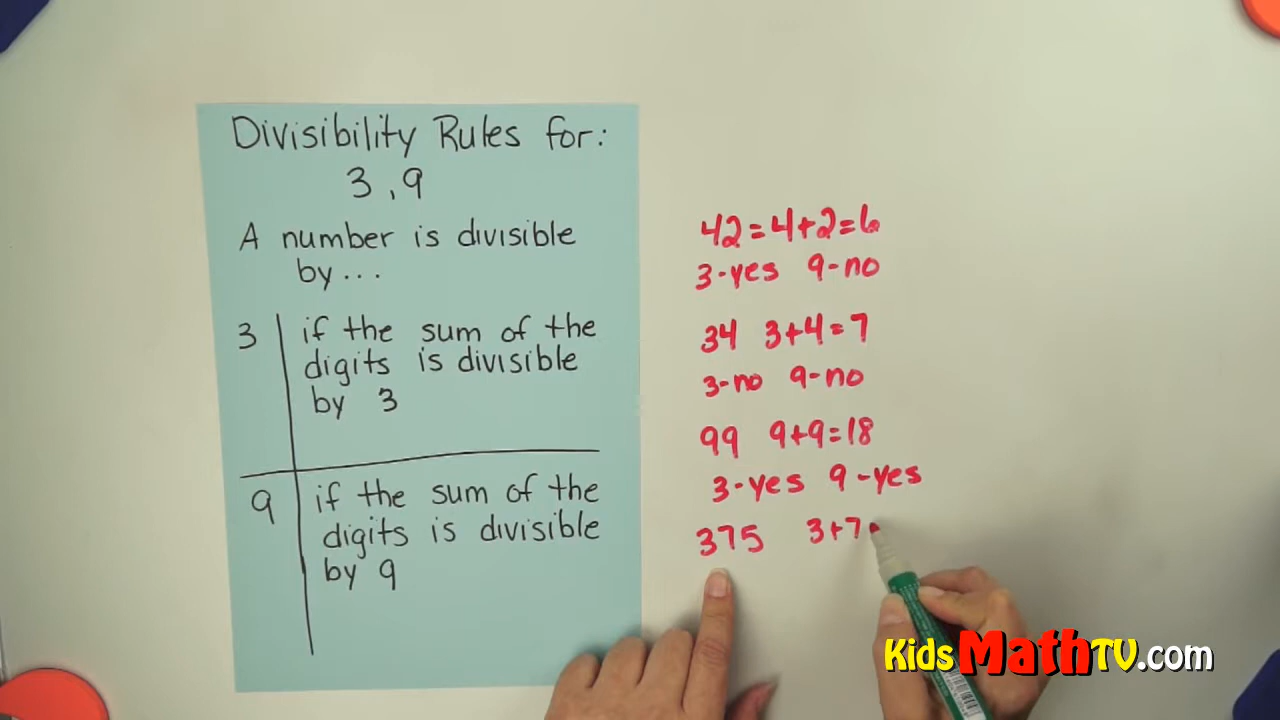 Divisibility Rules for:
3, 9
A number is divisible
by...
3 if the sum of the
digits is divisible
by 3
9 if the sum of the
digits is divisible
by 9
42=4+2=6
3-yes 9-no
34 3+4=7
3-no 9-no
99 9+9=18
3-yes 9-yes
375 3+7
KidsMathTV.com